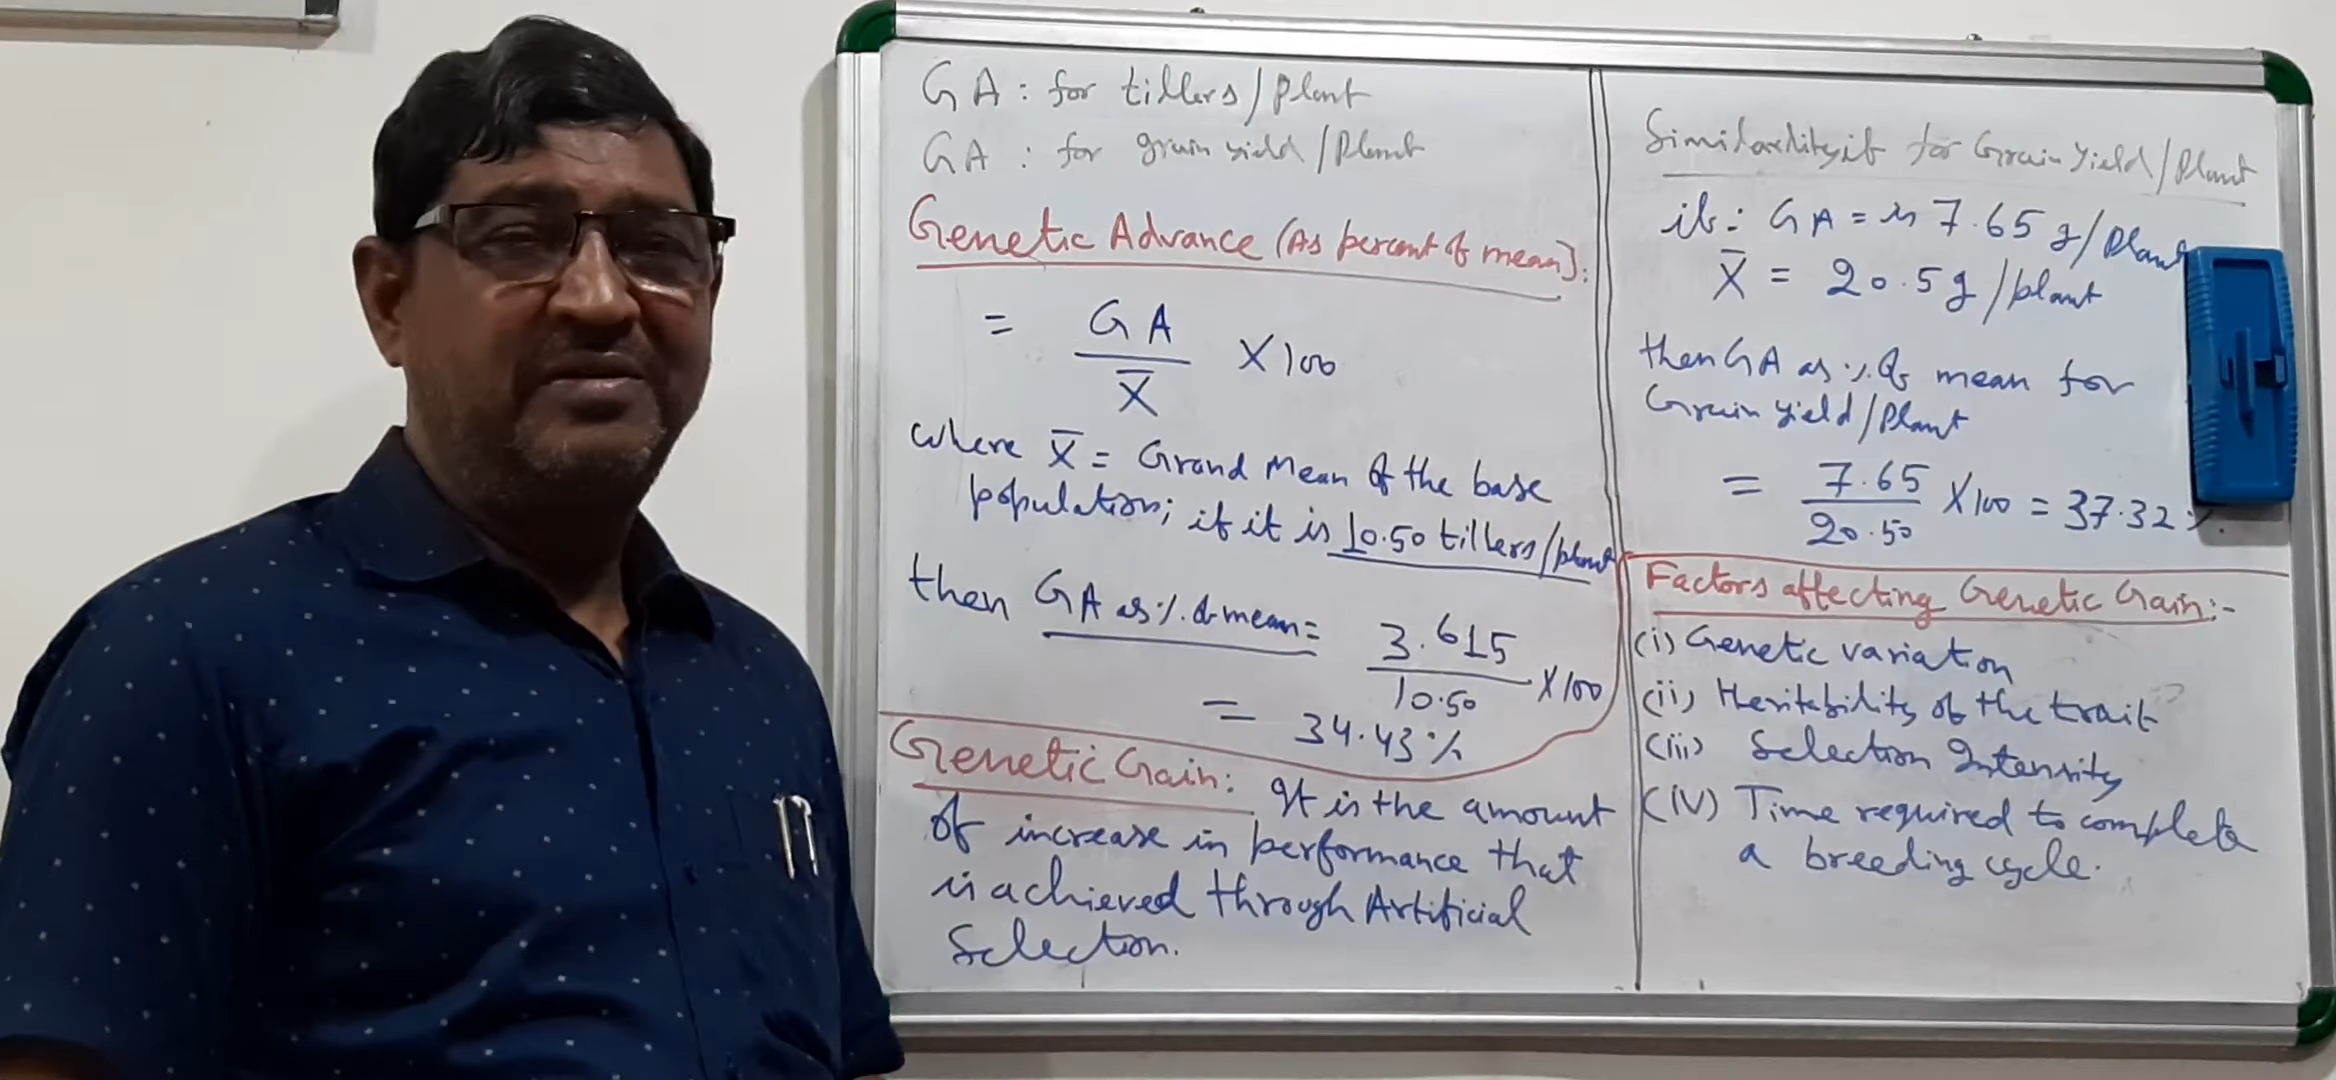 GA: for tillers/plant
GA: for grain yield/Plant
Genetic Advance (As percent of mean):
= GA
X̄ X100
where X̄ = Grand Mean of the base
population; if it is 10.50 tillers/plant
then GA as % of mean = 3.615
10.50 X100
= 34.43%
Genetic Gain: It is the amount
of increase in performance that
is achieved through Artificial
Selection.
for Grain Yield/Plant
if: GA = is 7.65 g/plant
X̄ = 20.5g/plant
then GA as % of mean for
Grain yield/Plant
= 7.65
20.50 X100 = 37.32%.
Factors affecting Genetic Gain:-
(i) Genetic variation
(ii) Heritability of the trait
(iii) Selection Intensity
(iv) Time required to complete
a breeding cycle.